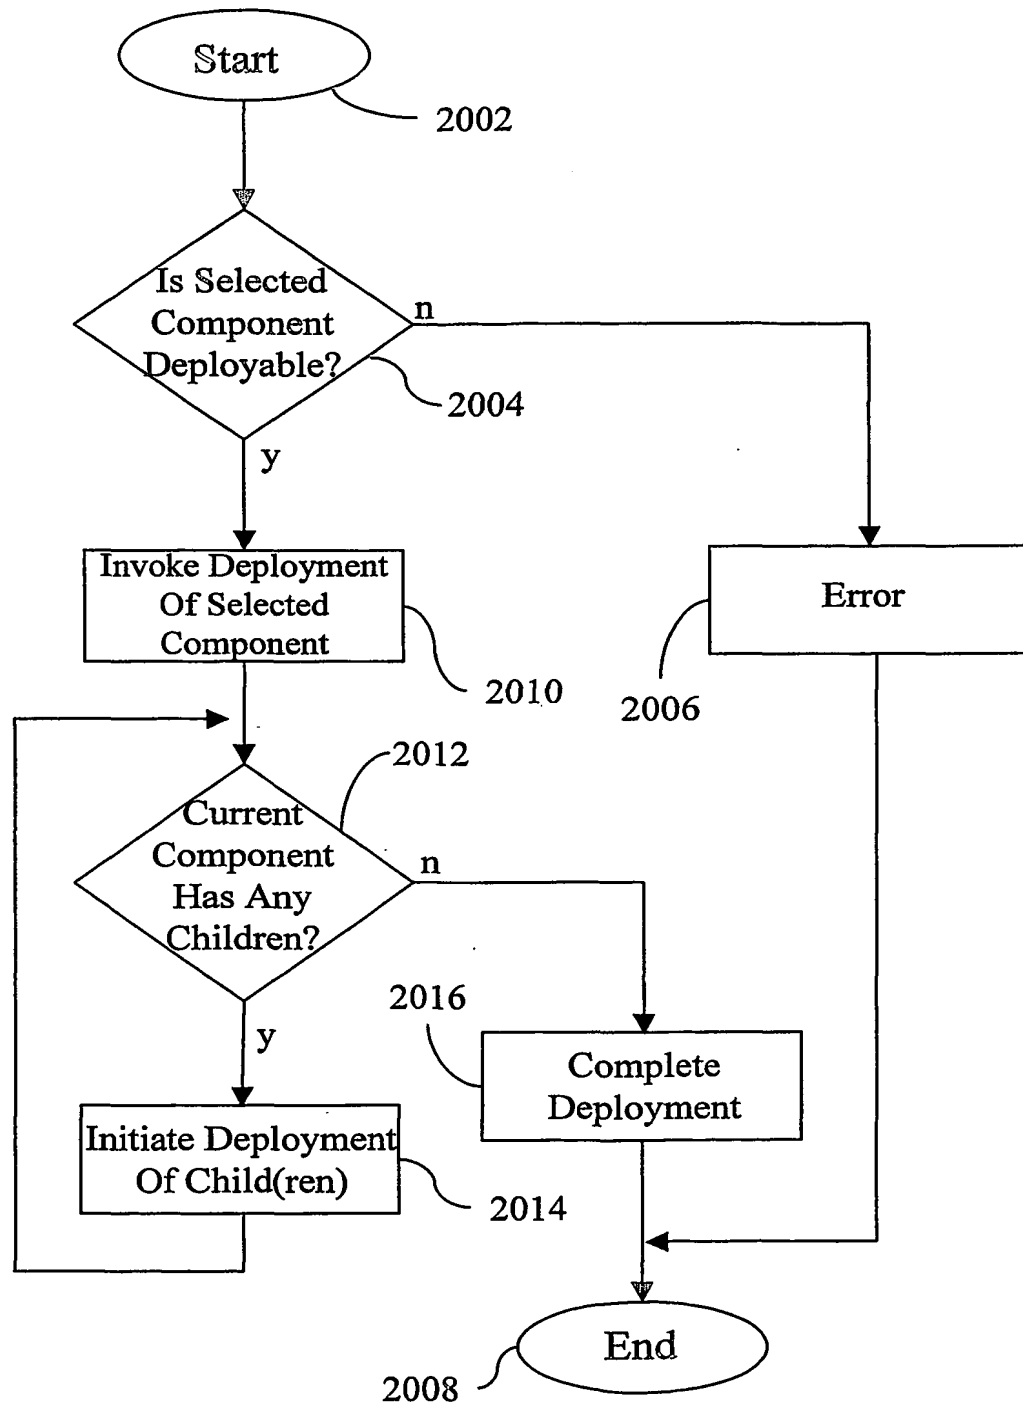 Start
2002
Is Selected
Component
Deployable?
n
2004
y
Invoke Deployment
Of Selected
Component
2010
Error
2006
2012
Current
Component
Has Any
Children?
n
y
2016
Complete
Deployment
Initiate Deployment
Of Child(ren)
2014
End
2008